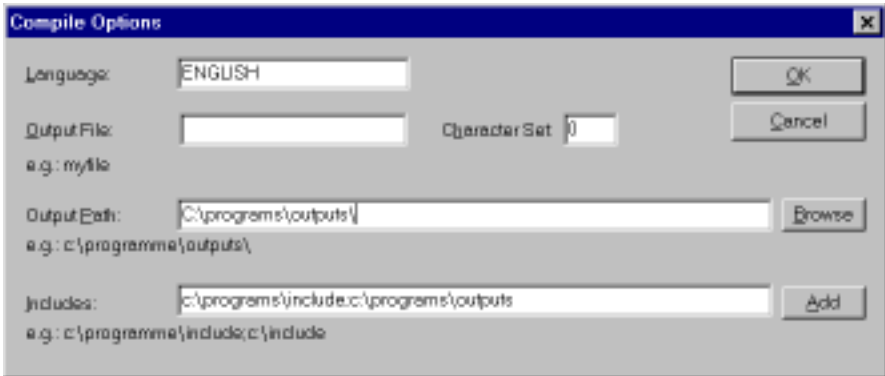 Compile Options
Language: ENGLISH OK
Output File: Character Set 0 Cancel
e.g.: myfile
Output Path: C:\programs\outputs\ Browse
e.g.: c:\programme\outputs\
Includes: c:\programs\include;c:\programs\outputs Add
e.g.: c:\programme\include;c:\include